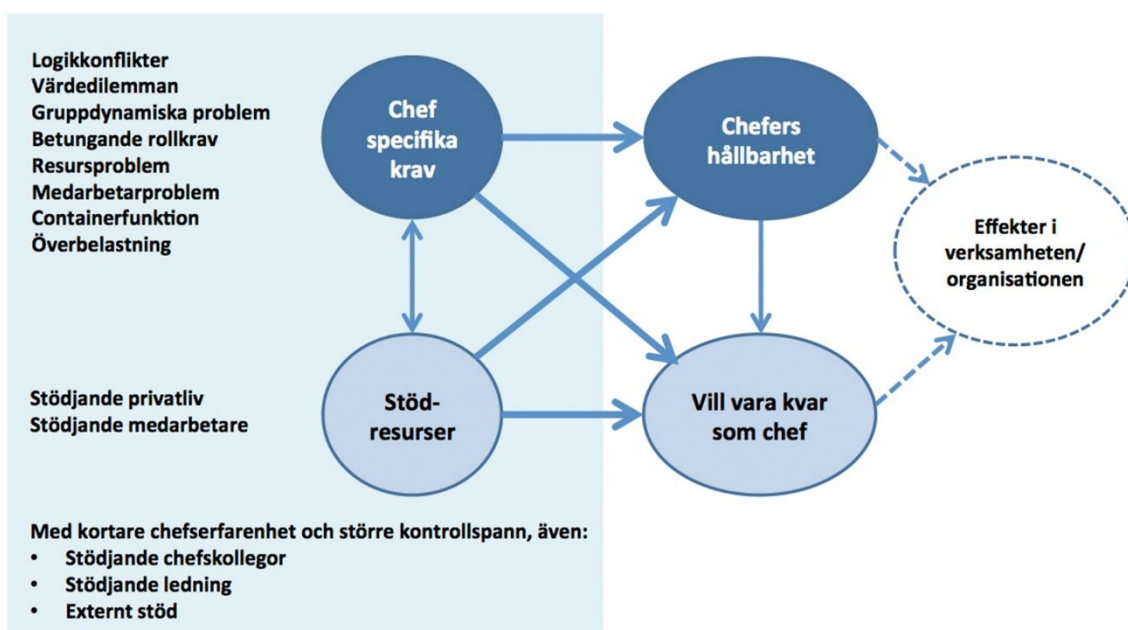 Logikkonflikter
Värdedilemman
Gruppdynamiska problem
Betungande rollkrav
Resursproblem
Medarbetarproblem
Containerfunktion
Överbelastning
Chef
specifika
krav
Chefers
hållbarhet
Effekter i
verksamheten/
organisationen
Stödjande privatliv
Stödjande medarbetare
Stöd-
resurser
Vill vara kvar
som chef
Med kortare chefserfarenhet och större kontrollspann, även:
• Stödjande chefskollegor
• Stödjande ledning
• Externt stöd